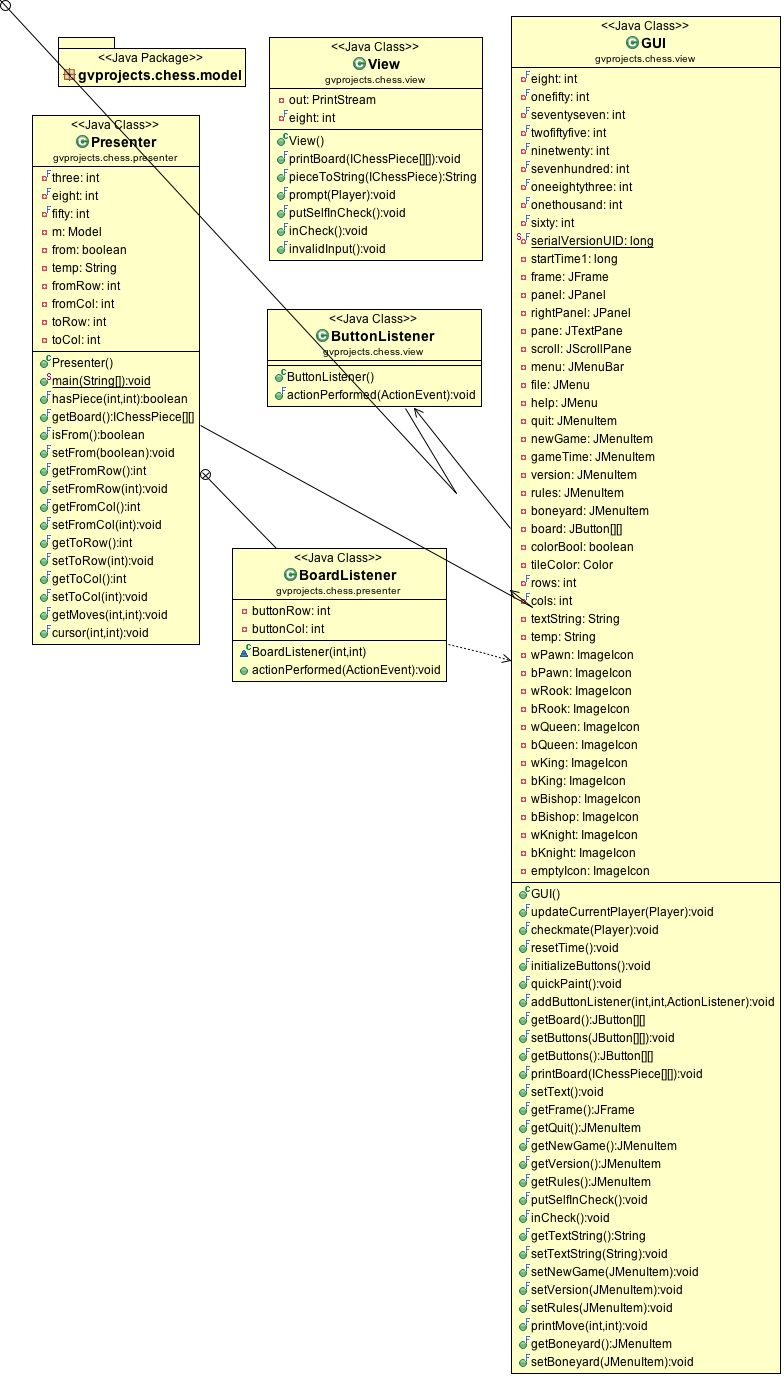 <<Java Package>>
gvprojects.chess.model
<<Java Class>>
Presenter
gvprojects.chess.presenter
three: int
eight: int
fifty: int
m: Model
from: boolean
temp: String
fromRow: int
fromCol: int
toRow: int
toCol: int
Presenter()
main(String[]):void
hasPiece(int,int):boolean
getBoard():IChessPiece[][]
isFrom():boolean
setFrom(boolean):void
getFromRow():int
setFromRow(int):void
getFromCol():int
setFromCol(int):void
getToRow():int
setToRow(int):void
getToCol():int
setToCol(int):void
getMoves(int,int):void
cursor(int,int):void
<<Java Class>>
View
gvprojects.chess.view
out: PrintStream
eight: int
View()
printBoard(IChessPiece[][]):void
pieceToString(IChessPiece):String
prompt(Player):void
putSelfInCheck():void
inCheck():void
invalidInput():void
<<Java Class>>
ButtonListener
gvprojects.chess.view
ButtonListener()
actionPerformed(ActionEvent):void
<<Java Class>>
BoardListener
gvprojects.chess.presenter
buttonRow: int
buttonCol: int
BoardListener(int,int)
actionPerformed(ActionEvent):void
<<Java Class>>
GUI
gvprojects.chess.view
eight: int
onefifty: int
seventyseven: int
twofiftyfive: int
ninetwenty: int
sevenhundred: int
oneeightythree: int
onethousand: int
sixty: int
serialVersionUID: long
startTime1: long
frame: JFrame
panel: JPanel
rightPanel: JPanel
pane: JTextPane
scroll: JScrollPane
menu: JMenuBar
file: JMenu
help: JMenu
quit: JMenuItem
newGame: JMenuItem
gameTime: JMenuItem
version: JMenuItem
rules: JMenuItem
boneyard: JMenuItem
board: JButton[][]
colorBool: boolean
tileColor: Color
rows: int
cols: int
textString: String
temp: String
wPawn: ImageIcon
bPawn: ImageIcon
wRook: ImageIcon
bRook: ImageIcon
wQueen: ImageIcon
bQueen: ImageIcon
wKing: ImageIcon
bKing: ImageIcon
wBishop: ImageIcon
bBishop: ImageIcon
wKnight: ImageIcon
bKnight: ImageIcon
emptyIcon: ImageIcon
GUI()
updateCurrentPlayer(Player):void
checkmate(Player):void
resetTime():void
initializeButtons():void
quickPaint():void
addButtonListener(int,int,ActionListener):void
getBoard():JButton[][]
setButtons(JButton[][]):void
getButtons():JButton[][]
printBoard(IChessPiece[][]):void
setText():void
getFrame():JFrame
getQuit():JMenuItem
getNewGame():JMenuItem
getVersion():JMenuItem
getRules():JMenuItem
putSelfInCheck():void
inCheck():void
getTextString():String
setTextString(String):void
setNewGame(JMenuItem):void
setVersion(JMenuItem):void
setRules(JMenuItem):void
printMove(int,int):void
getBoneyard():JMenuItem
setBoneyard(JMenuItem):void